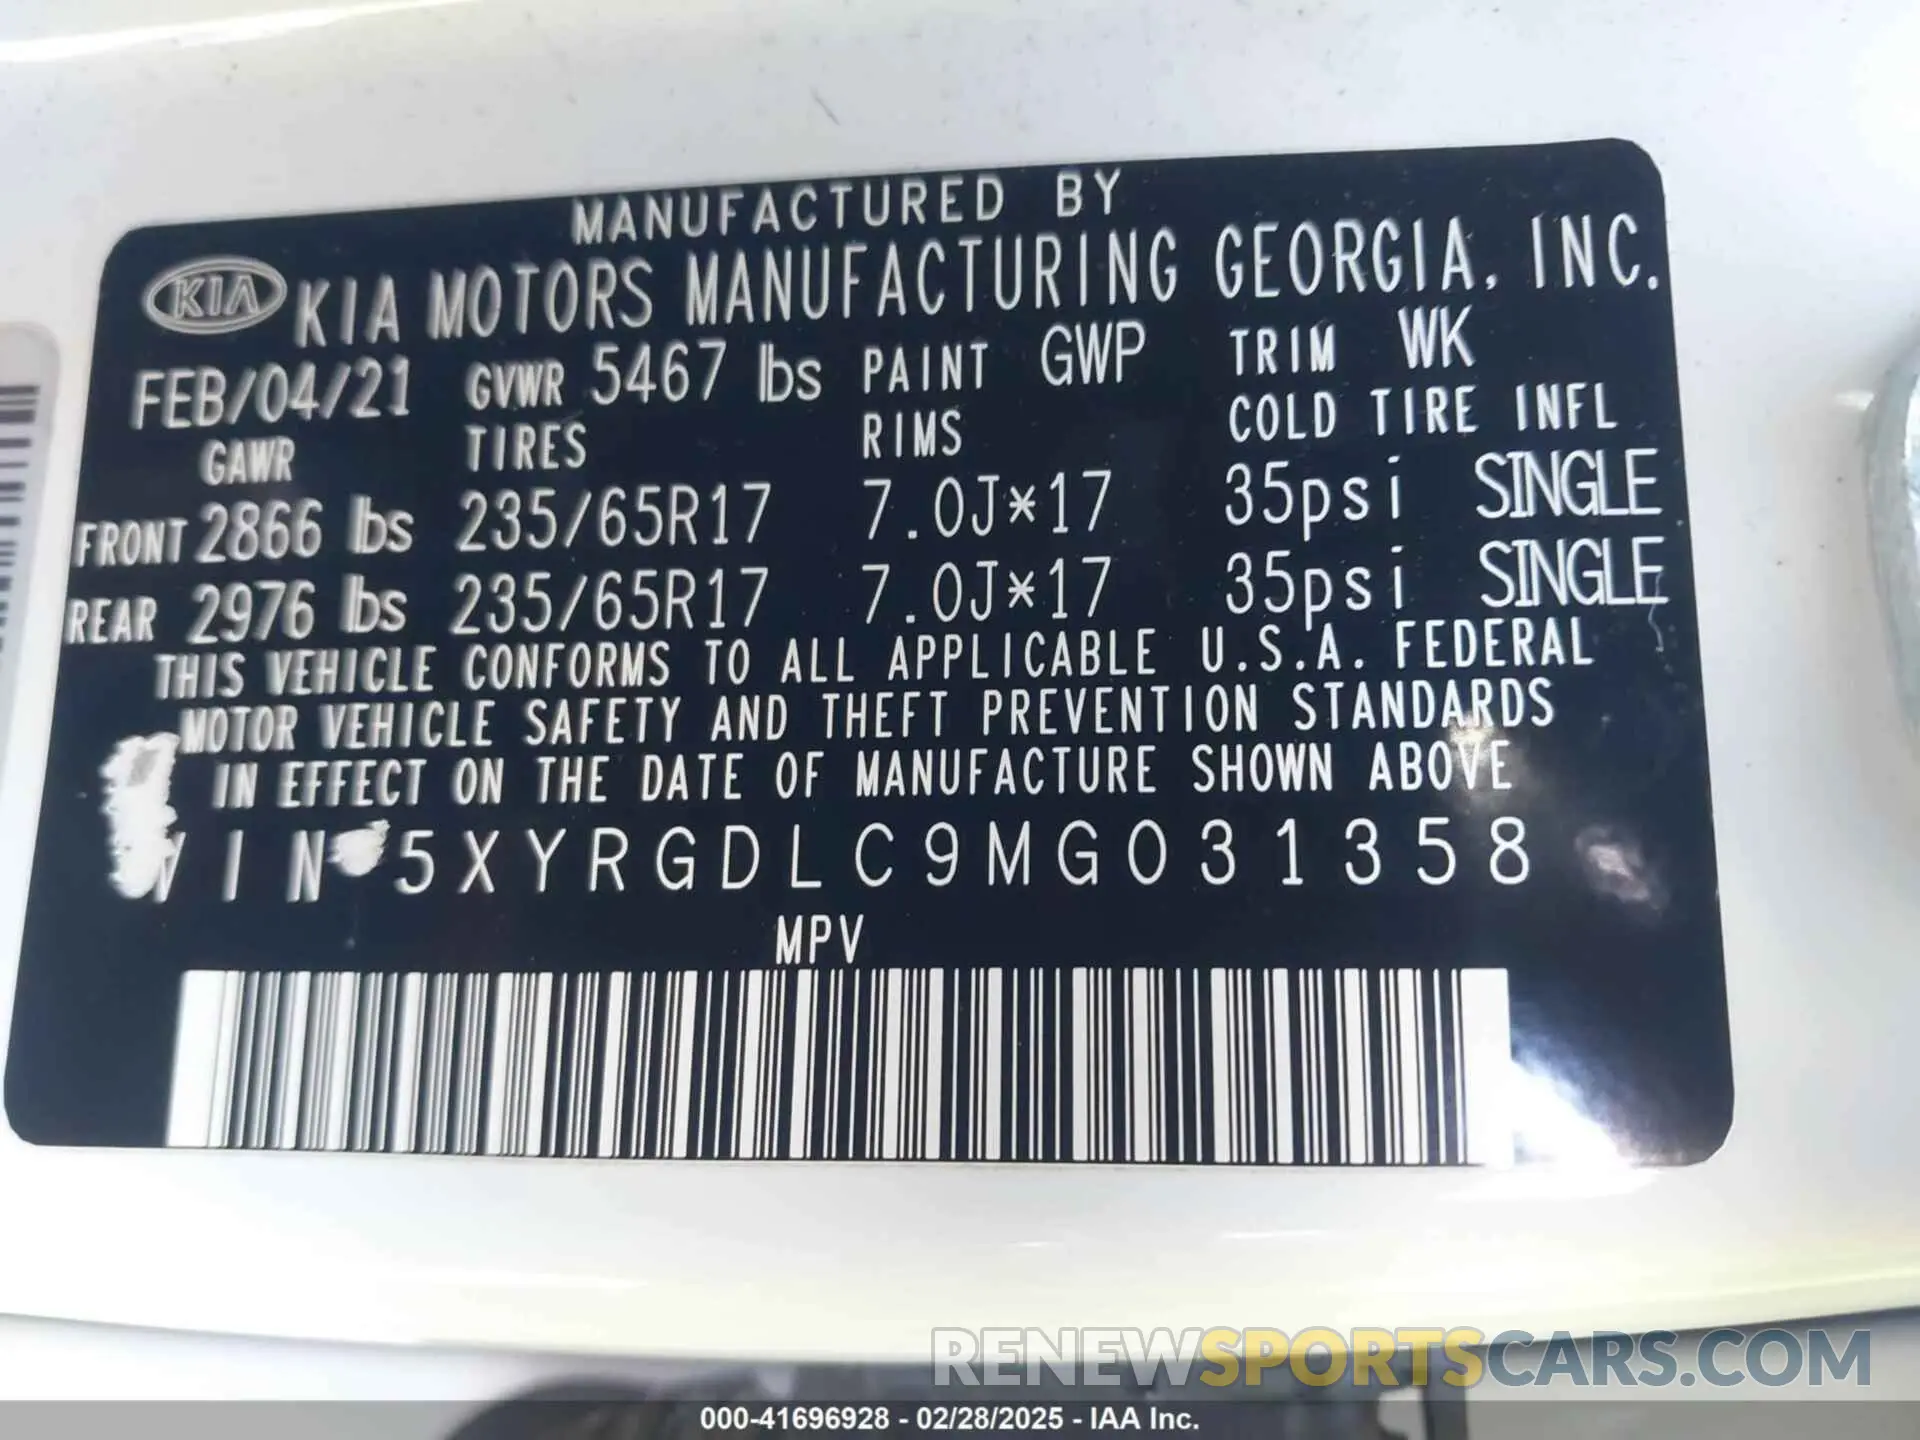 MANUFACTURED BY
KIA KIA MOTORS MANUFACTURING GEORGIA, INC.
FEB/04/21 GVWR 5467 lbs PAINT GWP TRIM WK
GAWR TIRES RIMS COLD TIRE INFL
FRONT 2866 lbs 235/65R17 7.0J*17 35psi SINGLE
REAR 2976 lbs 235/65R17 7.0J*17 35psi SINGLE
THIS VEHICLE CONFORMS TO ALL APPLICABLE U.S.A. FEDERAL
MOTOR VEHICLE SAFETY AND THEFT PREVENTION STANDARDS
IN EFFECT ON THE DATE OF MANUFACTURE SHOWN ABOVE
VIN 5XYRGDLC9MG031358
MPV
RENEWSPORTSCARS.COM
000-41696928 - 02/28/2025 - IAA Inc.